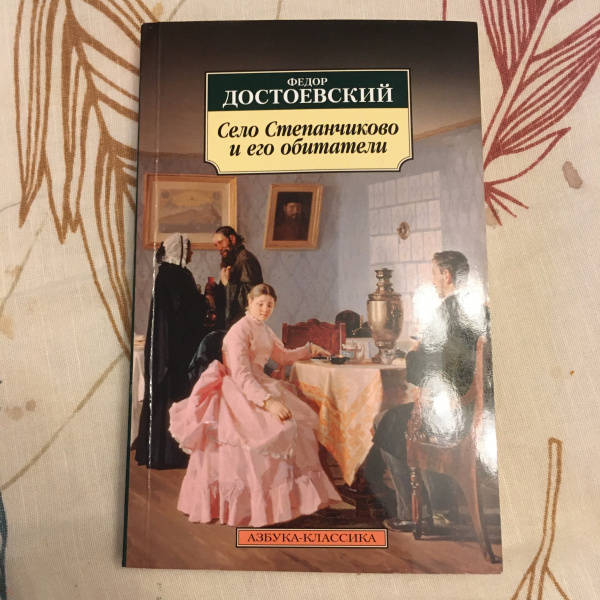 ФЕДОР
ДОСТОЕВСКИЙ
Село Степанчиково
и его обитатели
АЗБУКА-КЛАССИКА